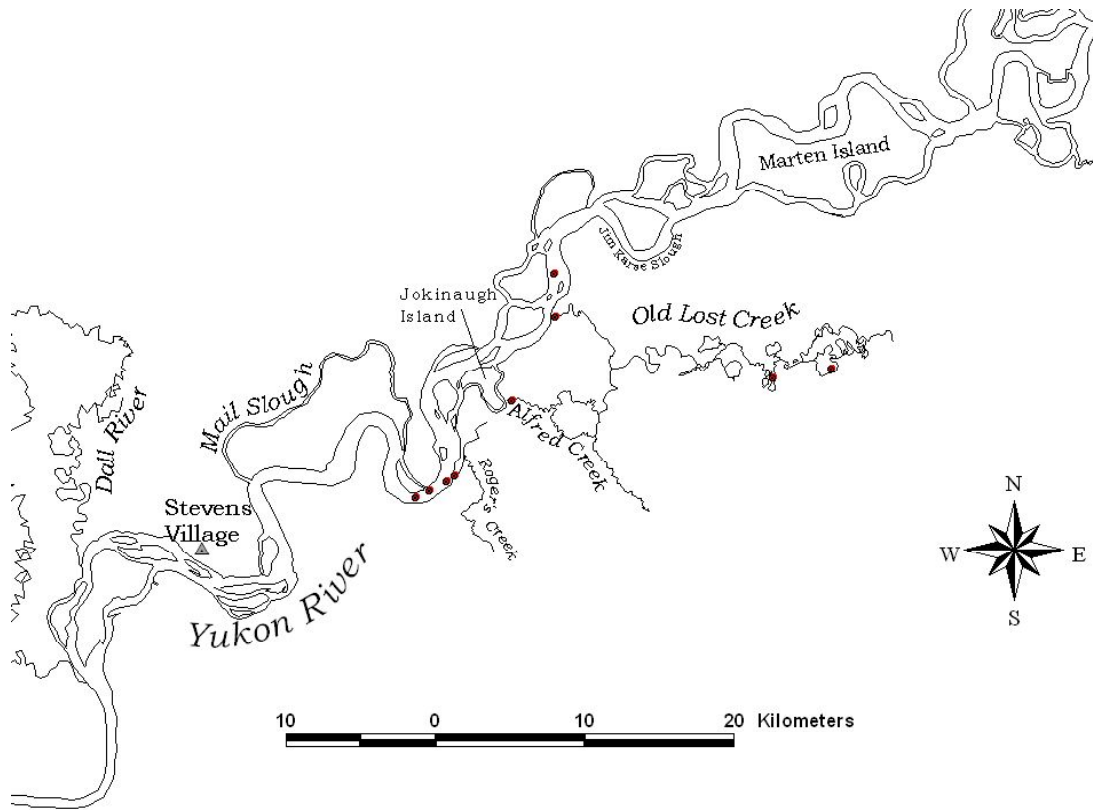 Marten Island
Jim Karse Slough
Jokinaugh
Island
Old Lost Creek
Mail Slough
Dall River
Alfred Creek
Roger's Creek
Stevens
Village
Yukon River
N
W E
S
10 0 10 20 Kilometers